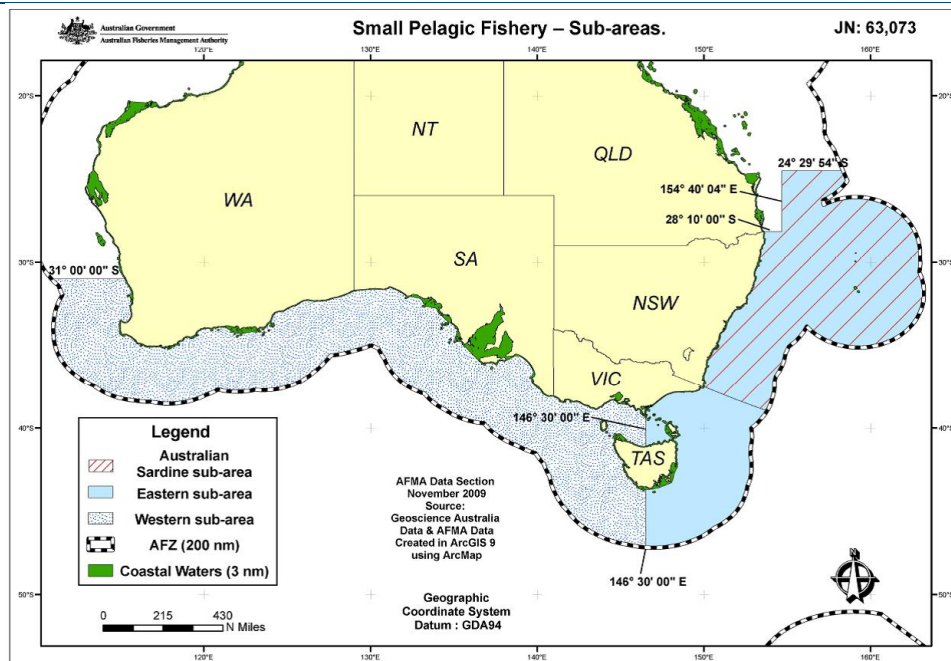 Australian Government
Australian Fisheries Management Authority
Small Pelagic Fishery – Sub-areas.
JN: 63,073
120°E
130°E
140°E
150°E
160°E
20°S
20°S
NT
QLD
24° 29' 54" S
154° 40' 04" E
WA
28° 10' 00" S
SA
30°S
31° 00' 00" S
30°S
NSW
VIC
146° 30' 00" E
40°S
40°S
TAS
Legend
Australian
Sardine sub-area
Eastern sub-area
Western sub-area
AFZ (200 nm)
Coastal Waters (3 nm)
AFMA Data Section
November 2009
Source:
Geoscience Australia
Data & AFMA Data
Created in ArcGIS 9
using ArcMap
146° 30' 00" E
N
50°S
50°S
Geographic
Coordinate System
Datum : GDA94
0 215 430
N Miles
120°E
130°E
140°E
150°E
160°E